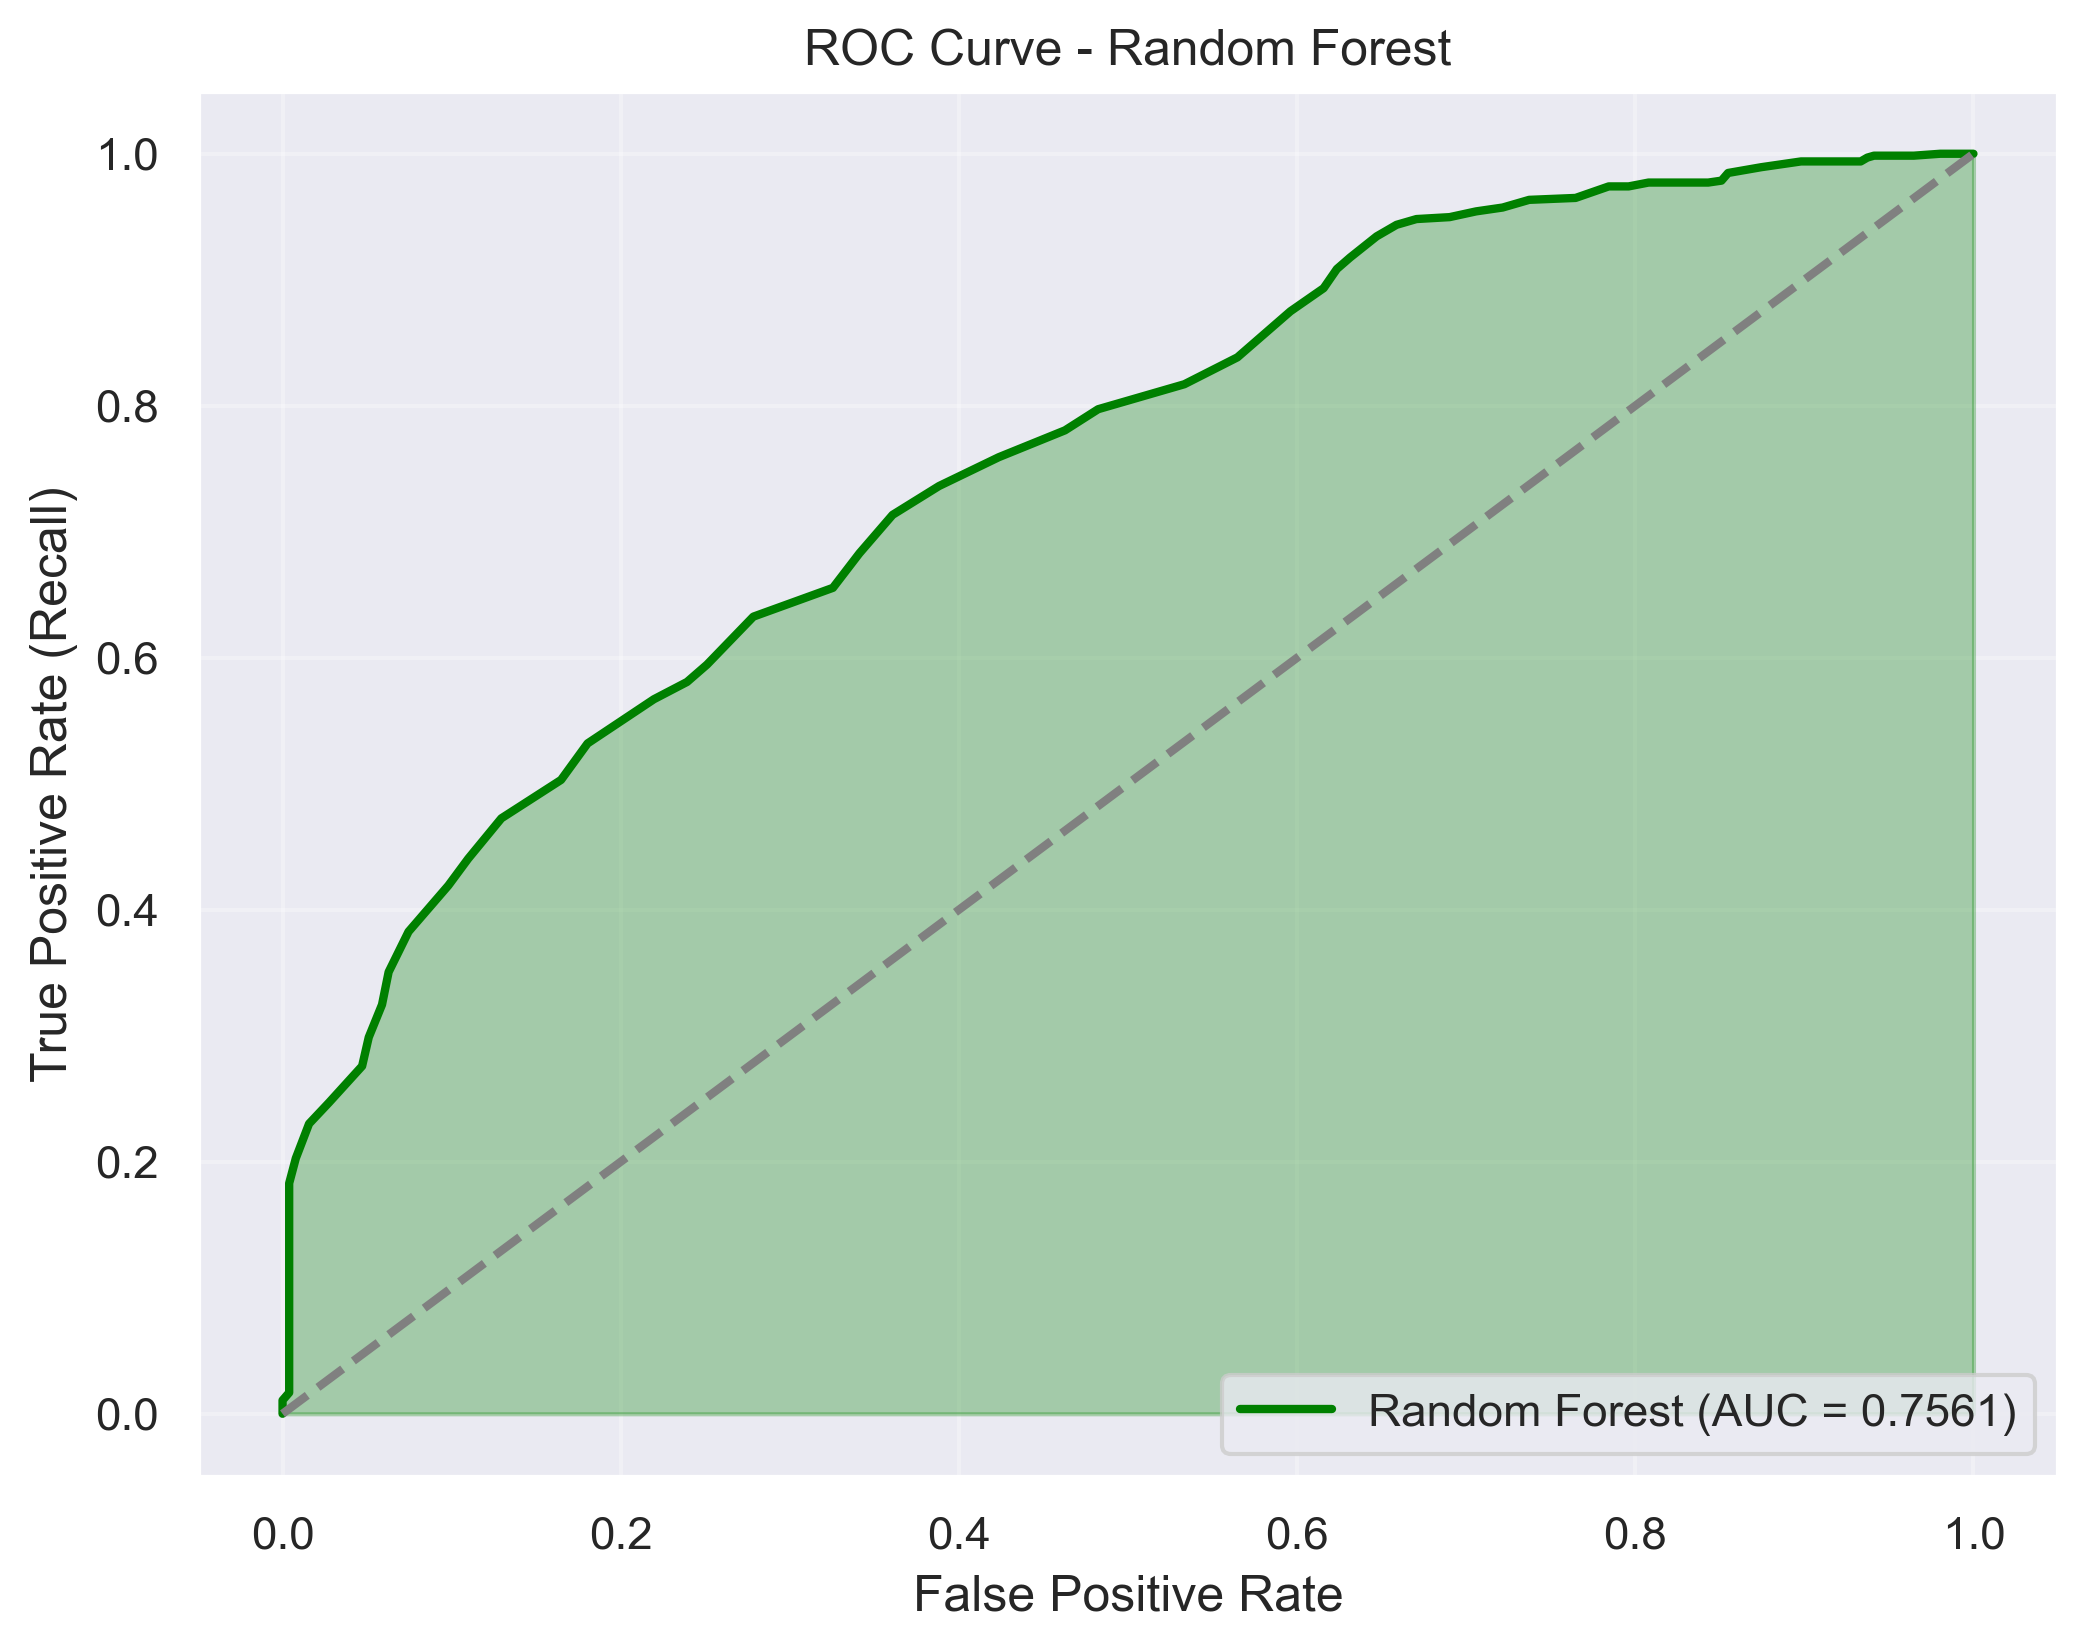 ROC Curve - Random Forest
True Positive Rate (Recall)
1.0
0.8
0.6
0.4
0.2
0.0
Random Forest (AUC = 0.7561)
0.0 0.2 0.4 0.6 0.8 1.0
False Positive Rate